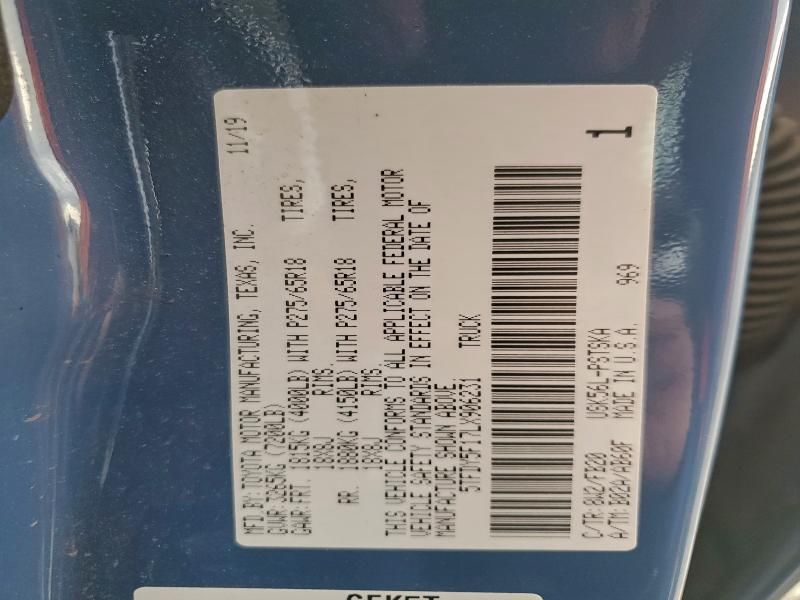 MFD BY: TOYOTA MOTOR MANUFACTURING, TEXAS, INC. 11/19
GVWR: 3265KG (7200LB)
GAWR: FRT. 1815KG (4000LB) WITH P275/65R18 TIRES,
18X8J RIMS.
RR. 1880KG (4150LB) WITH P275/65R18 TIRES,
18X8J RIMS.
THIS VEHICLE CONFORMS TO ALL APPLICABLE FEDERAL MOTOR
VEHICLE SAFETY STANDARDS IN EFFECT ON THE DATE OF
MANUFACTURE SHOWN ABOVE.
5TFDY5F17LX906231 TRUCK
1
C/TR: 8W2/FB20 USK56L-PSTSKA 969
A/TM: B02A/AB60F MADE IN U.S.A.